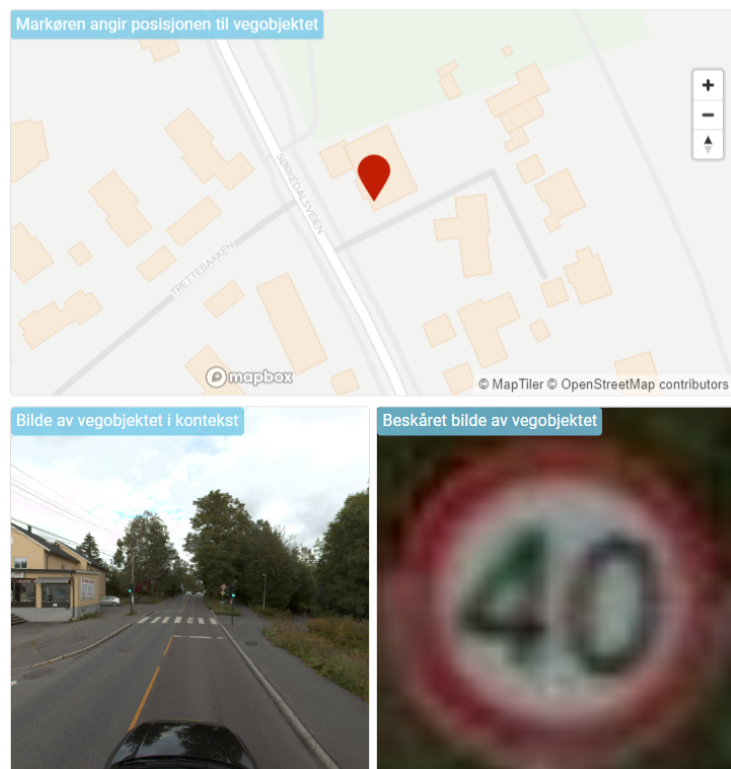 Markøren angir posisjonen til vegobjektet
SØRKEDALSVEIEN
TRETTEBAKKEN
mapbox
© MapTiler © OpenStreetMap contributors
Bilde av vegobjektet i kontekst
Beskåret bilde av vegobjektet
40